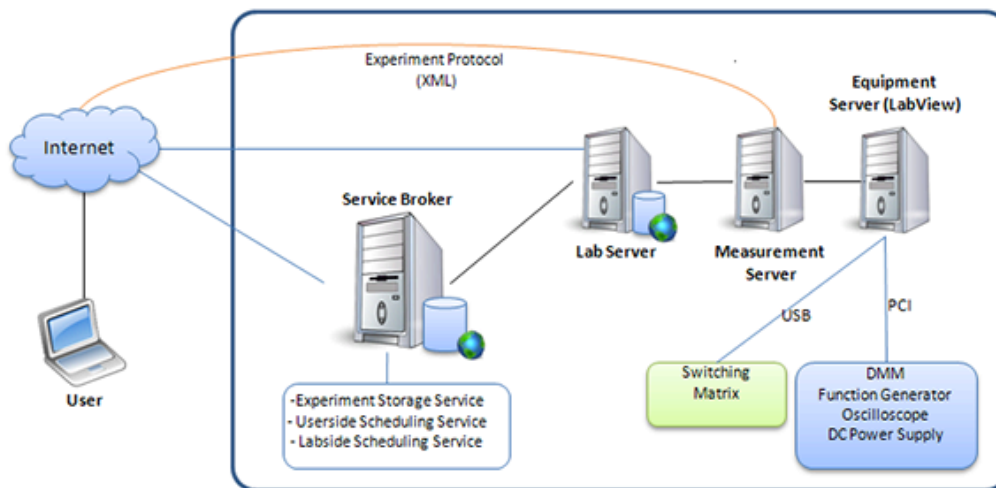 Experiment Protocol
(XML)
Equipment
Server (LabView)
Internet
Service Broker
Lab Server
Measurement
Server
USB
PCI
User
-Experiment Storage Service
- Userside Scheduling Service
- Labside Scheduling Service
Switching
Matrix
DMM
Function Generator
Oscilloscope
DC Power Supply